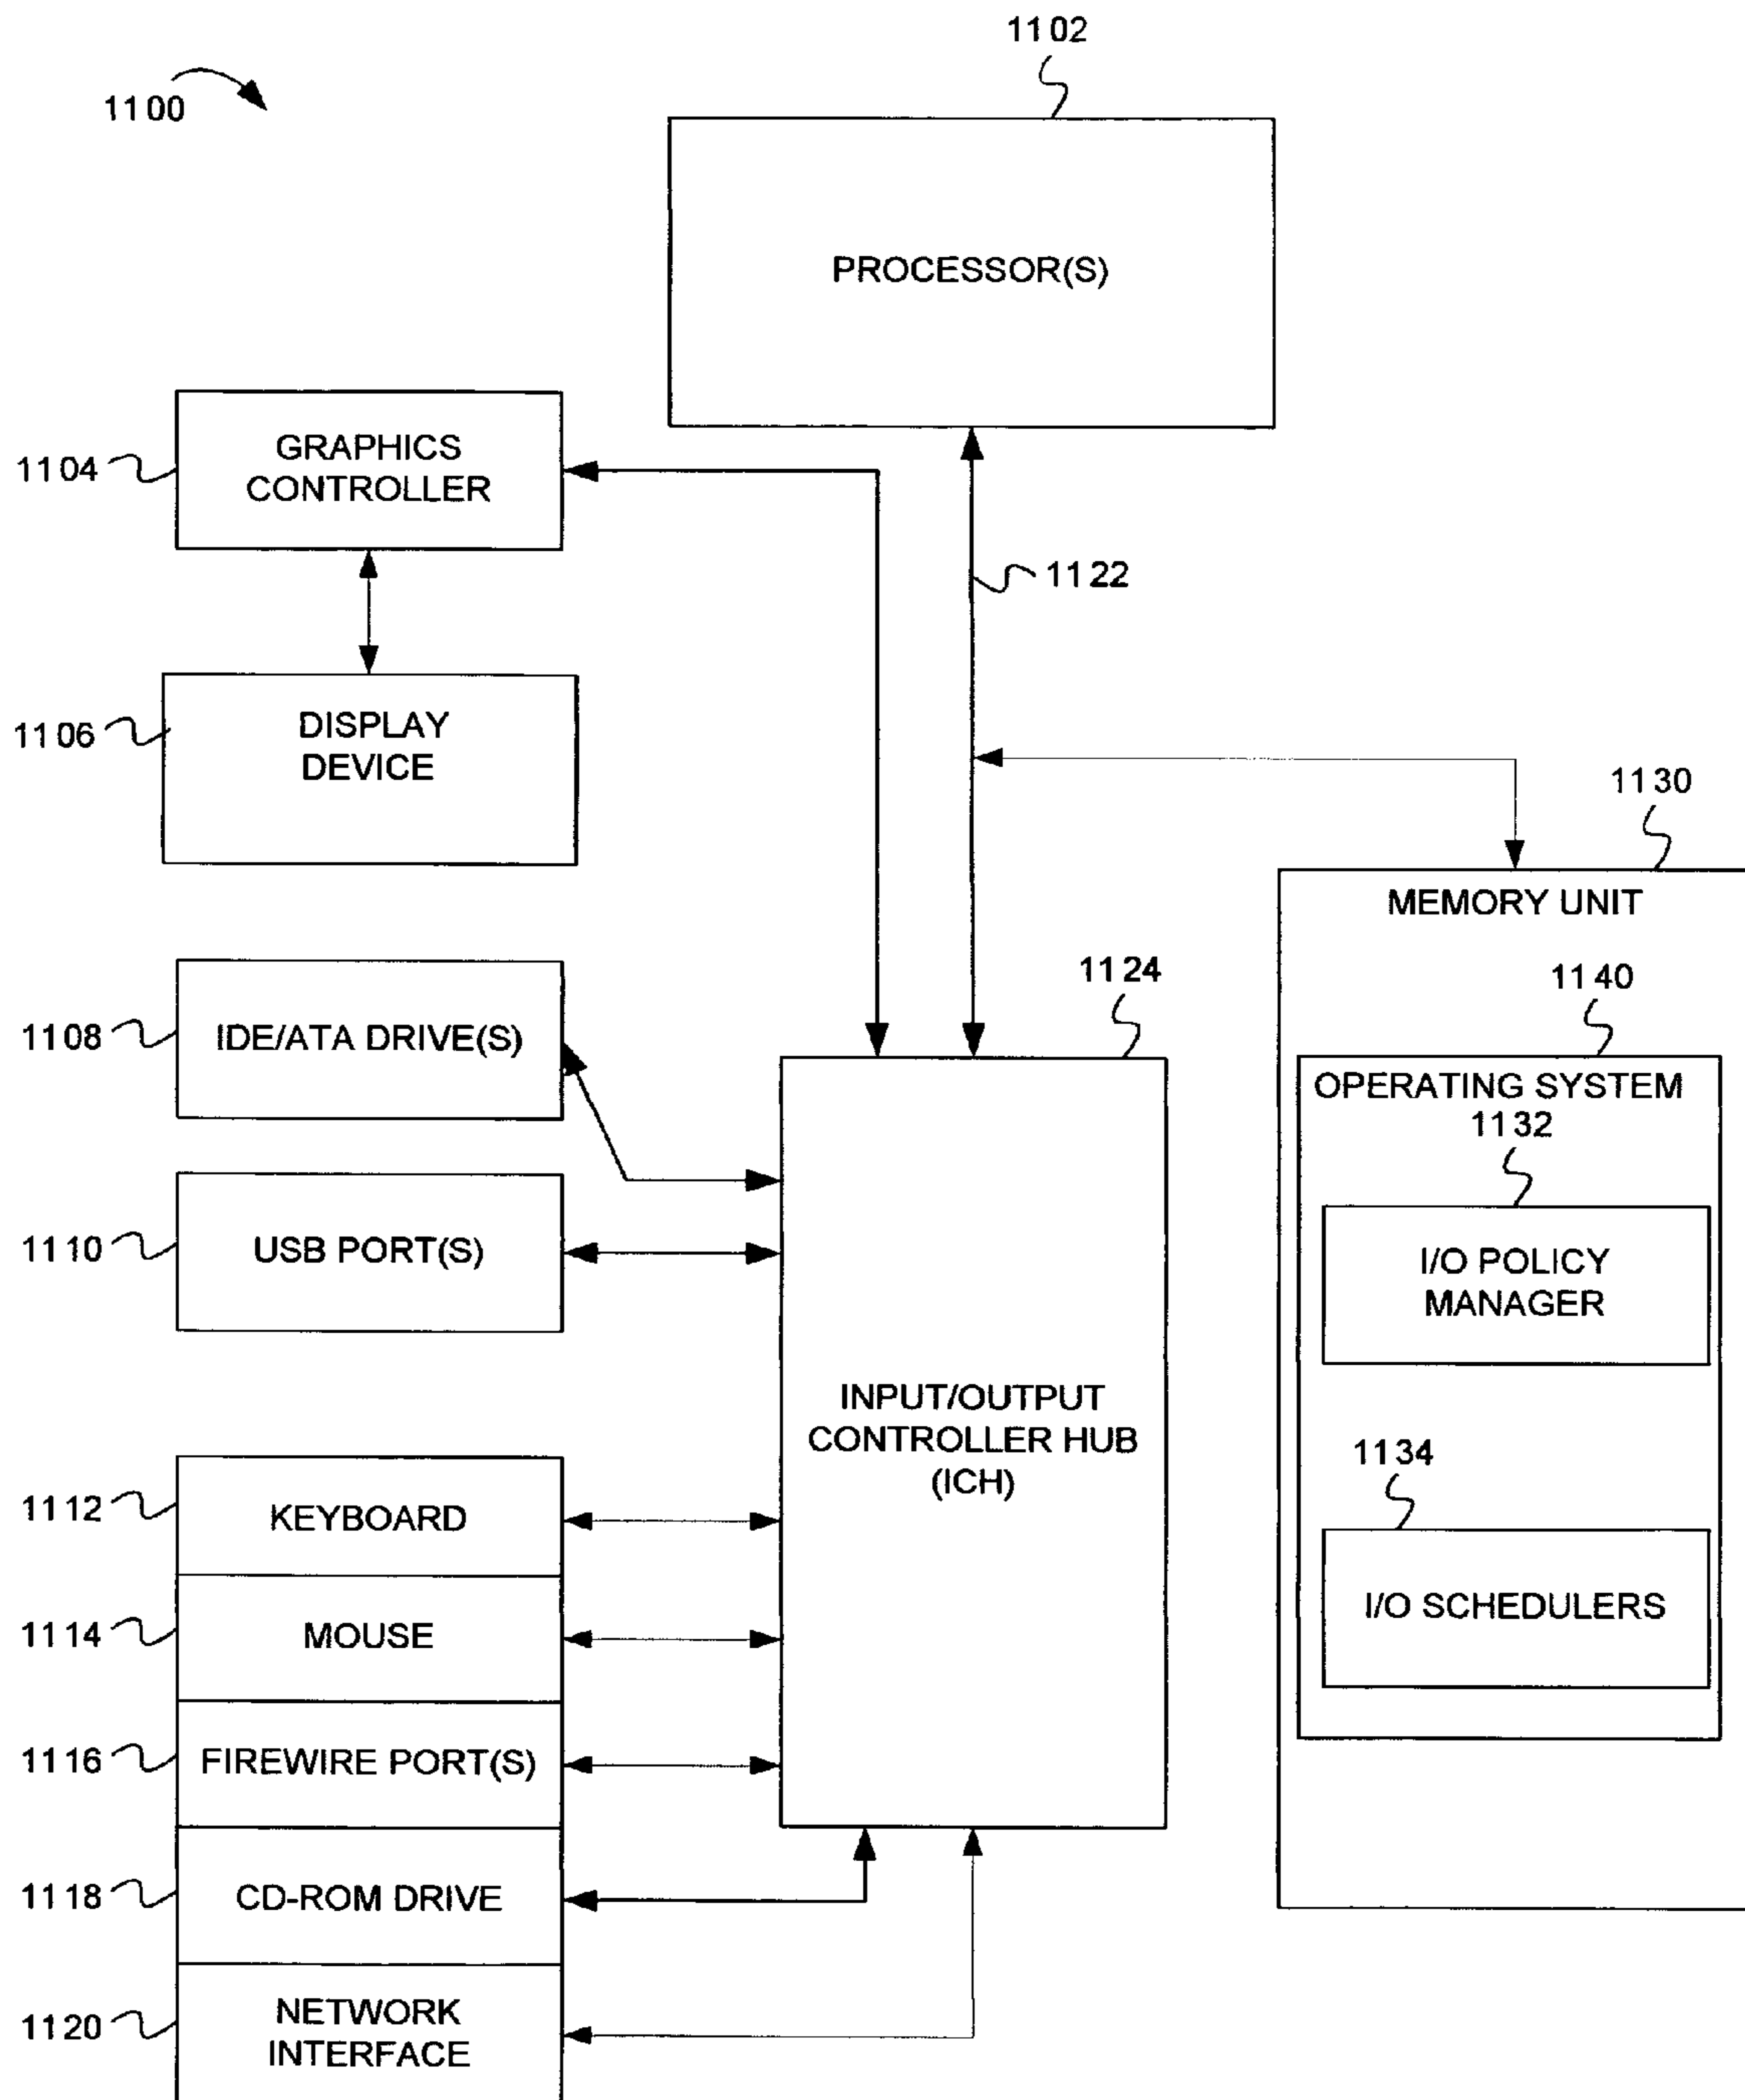 1102
1100
PROCESSOR(S)
GRAPHICS
CONTROLLER
1104
1122
1106
DISPLAY
DEVICE
1130
MEMORY UNIT
1124
1140
1108
IDE/ATA DRIVE(S)
OPERATING SYSTEM
1132
1110
USB PORT(S)
I/O POLICY
MANAGER
INPUT/OUTPUT
CONTROLLER HUB
(ICH)
1134
1112
KEYBOARD
I/O SCHEDULERS
1114
MOUSE
1116
FIREWIRE PORT(S)
1118
CD-ROM DRIVE
1120
NETWORK
INTERFACE